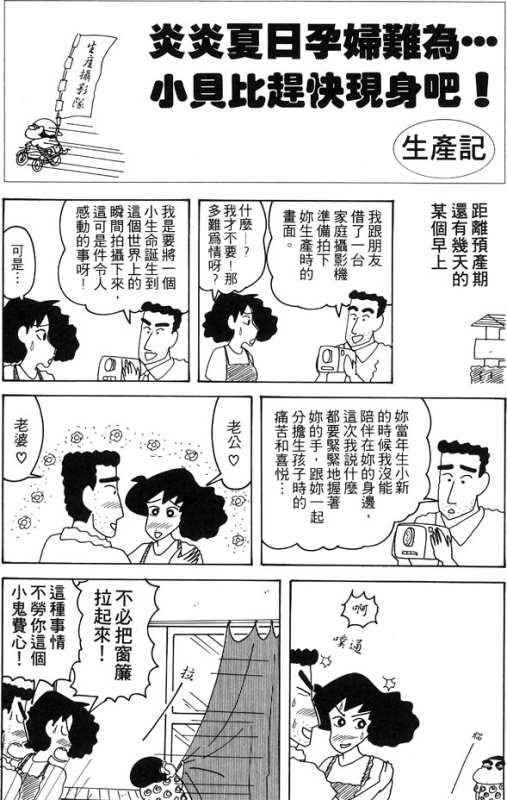 生產攝影隊
炎炎夏日孕婦難為…
小貝比趕快現身吧！
生產記
距離預產期
還有幾天的
某個早上
我跟朋友
借了一台
家庭攝影機
準備拍下
妳生產時的
畫面。
什麼—？
我才不要！那
多難為情呀？
我是要將一個
小生命誕生到
這個世界上的
瞬間拍攝下來，
這可是件令人
感動的事呀！
可是…
妳當年生小新
的時候我沒能
陪伴在妳的身邊，
這次我說什麼
都要緊緊地握著
妳的手，跟妳一起
分擔生孩子時的
痛苦和喜悅…
老公♡
老婆♡
啊
噗通
拉
不必把窗簾
拉起來！
這種事情
不勞你這個
小鬼費心！